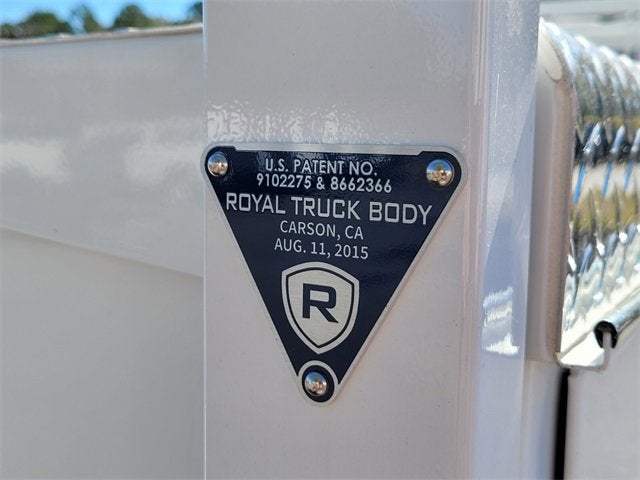 U.S. PATENT NO.
9102275 & 8662366
ROYAL TRUCK BODY
CARSON, CA
AUG. 11, 2015
R